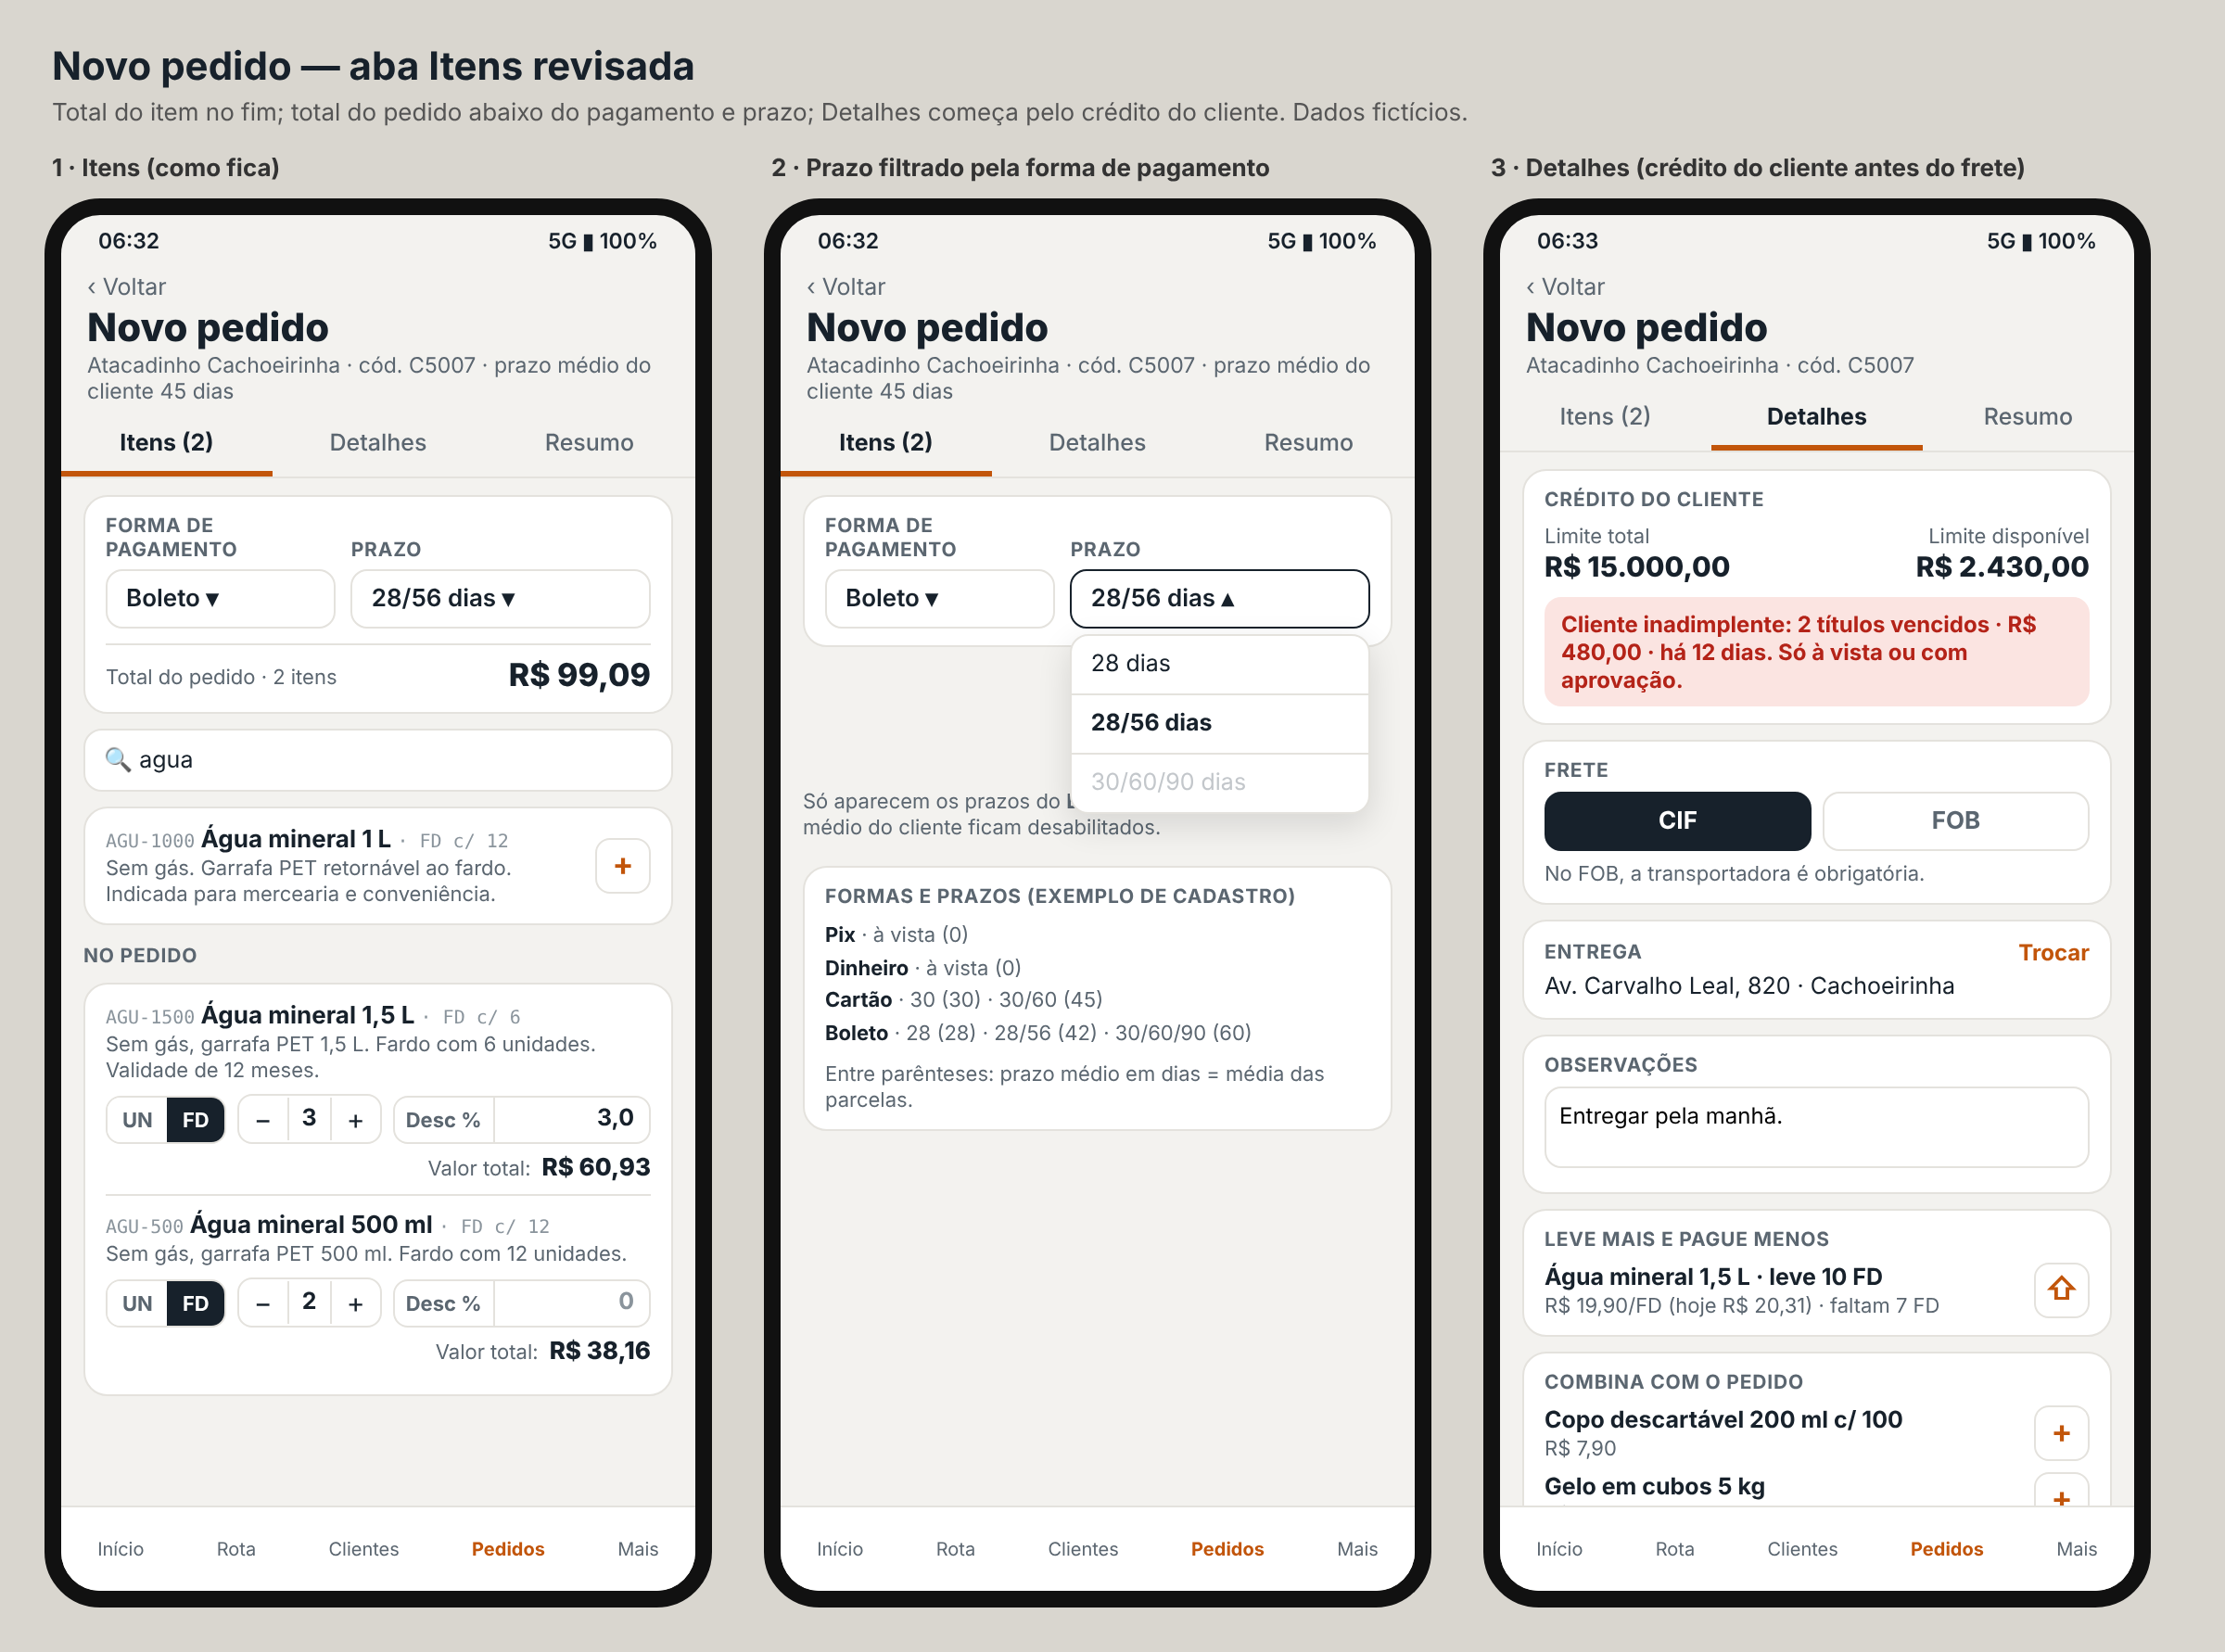 Novo pedido — aba Itens revisada
Total do item no fim; total do pedido abaixo do pagamento e prazo; Detalhes começa pelo crédito do cliente. Dados fictícios.
1 · Itens (como fica)
06:32
5G ▮ 100%
‹ Voltar
Novo pedido
Atacadinho Cachoeirinha · cód. C5007 · prazo médio do
cliente 45 dias
Itens (2)
Detalhes
Resumo
FORMA DE
PAGAMENTO
PRAZO
Boleto ▾
28/56 dias ▾
Total do pedido · 2 itens
R$ 99,09
🔍 agua
AGU-1000 Água mineral 1 L · FD c/ 12
Sem gás. Garrafa PET retornável ao fardo.
Indicada para mercearia e conveniência.
+
NO PEDIDO
AGU-1500 Água mineral 1,5 L · FD c/ 6
Sem gás, garrafa PET 1,5 L. Fardo com 6 unidades.
Validade de 12 meses.
UN FD − 3 + Desc % 3,0
Valor total: R$ 60,93
AGU-500 Água mineral 500 ml · FD c/ 12
Sem gás, garrafa PET 500 ml. Fardo com 12 unidades.
UN FD − 2 + Desc % 0
Valor total: R$ 38,16
Início
Rota
Clientes
Pedidos
Mais
2 · Prazo filtrado pela forma de pagamento
06:32
5G ▮ 100%
‹ Voltar
Novo pedido
Atacadinho Cachoeirinha · cód. C5007 · prazo médio do
cliente 45 dias
Itens (2)
Detalhes
Resumo
FORMA DE
PAGAMENTO
PRAZO
Boleto ▾
28/56 dias ▴
28 dias
28/56 dias
30/60/90 dias
Só aparecem os prazos do
médio do cliente ficam desabilitados.
FORMAS E PRAZOS (EXEMPLO DE CADASTRO)
Pix · à vista (0)
Dinheiro · à vista (0)
Cartão · 30 (30) · 30/60 (45)
Boleto · 28 (28) · 28/56 (42) · 30/60/90 (60)
Entre parênteses: prazo médio em dias = média das
parcelas.
Início
Rota
Clientes
Pedidos
Mais
3 · Detalhes (crédito do cliente antes do frete)
06:33
5G ▮ 100%
‹ Voltar
Novo pedido
Atacadinho Cachoeirinha · cód. C5007
Itens (2)
Detalhes
Resumo
CRÉDITO DO CLIENTE
Limite total
Limite disponível
R$ 15.000,00
R$ 2.430,00
Cliente inadimplente: 2 títulos vencidos · R$
480,00 · há 12 dias. Só à vista ou com
aprovação.
FRETE
CIF
FOB
No FOB, a transportadora é obrigatória.
ENTREGA
Trocar
Av. Carvalho Leal, 820 · Cachoeirinha
OBSERVAÇÕES
Entregar pela manhã.
LEVE MAIS E PAGUE MENOS
Água mineral 1,5 L · leve 10 FD
R$ 19,90/FD (hoje R$ 20,31) · faltam 7 FD
COMBINA COM O PEDIDO
Copo descartável 200 ml c/ 100
R$ 7,90
+
Gelo em cubos 5 kg
+
Início
Rota
Clientes
Pedidos
Mais